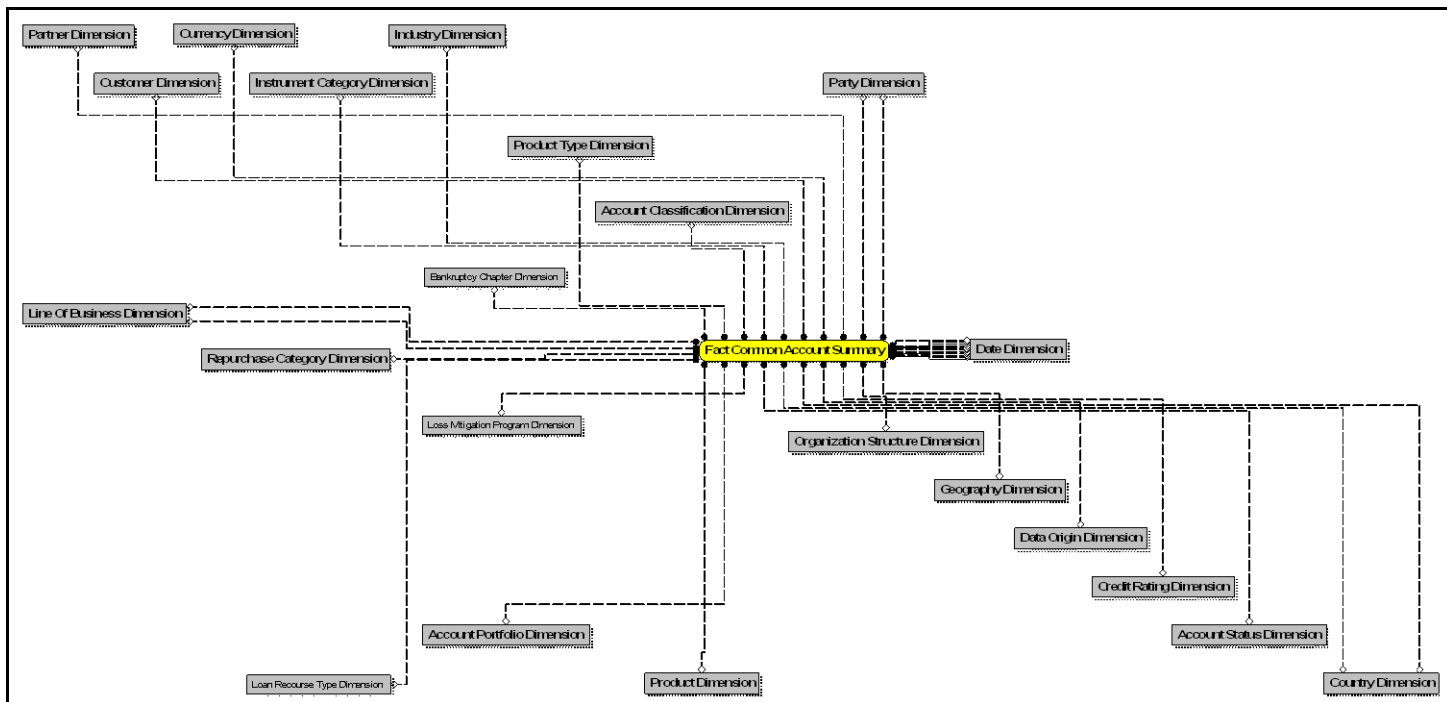 Partner Dimension
Currency Dimension
Industry Dimension
Customer Dimension
Instrument Category Dimension
Party Dimension
Product Type Dimension
Account Classification Dimension
Bankruptcy Chapter Dimension
Line Of Business Dimension
Repurchase Category Dimension
Fact Common Account Summary
Date Dimension
Loss Mitigation Program Dimension
Organization Structure Dimension
Geography Dimension
Data Origin Dimension
Credit Rating Dimension
Account Portfolio Dimension
Account Status Dimension
Loan Recourse Type Dimension
Product Dimension
Country Dimension